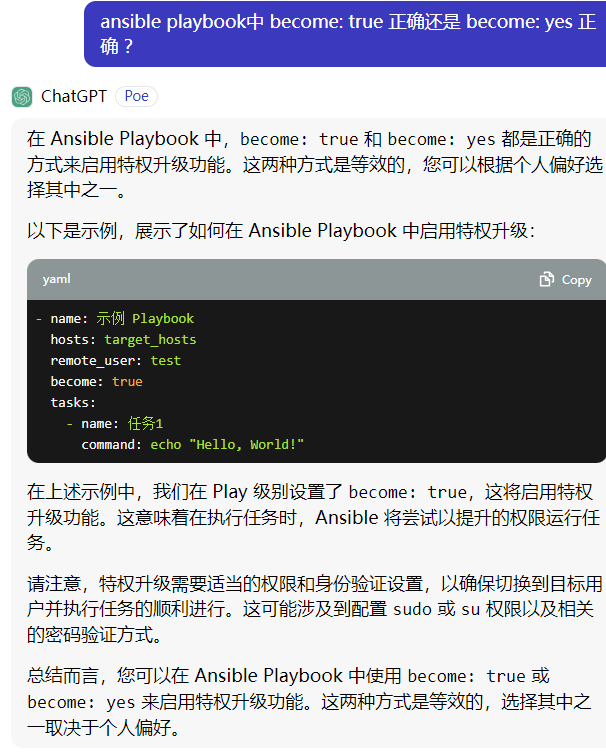 ansible playbook中 become: true 正确还是 become: yes 正
确？
ChatGPT Poe
在 Ansible Playbook 中，become: true 和 become: yes 都是正确的
方式来启用特权升级功能。这两种方式是等效的，您可以根据个人偏好选
择其中之一。
以下是示例，展示了如何在 Ansible Playbook 中启用特权升级：
yaml Copy
- name: 示例 Playbook
  hosts: target_hosts
  remote_user: test
  become: true
  tasks:
    - name: 任务1
      command: echo "Hello, World!"
在上述示例中，我们在 Play 级别设置了 become: true，这将启用特权
升级功能。这意味着在执行任务时，Ansible 将尝试以提升的权限运行任
务。
请注意，特权升级需要适当的权限和身份验证设置，以确保切换到目标用
户并执行任务的顺利进行。这可能涉及到配置 sudo 或 su 权限以及相关
的密码验证方式。
总结而言，您可以在 Ansible Playbook 中使用 become: true 或
become: yes 来启用特权升级功能。这两种方式是等效的，选择其中之
一取决于个人偏好。